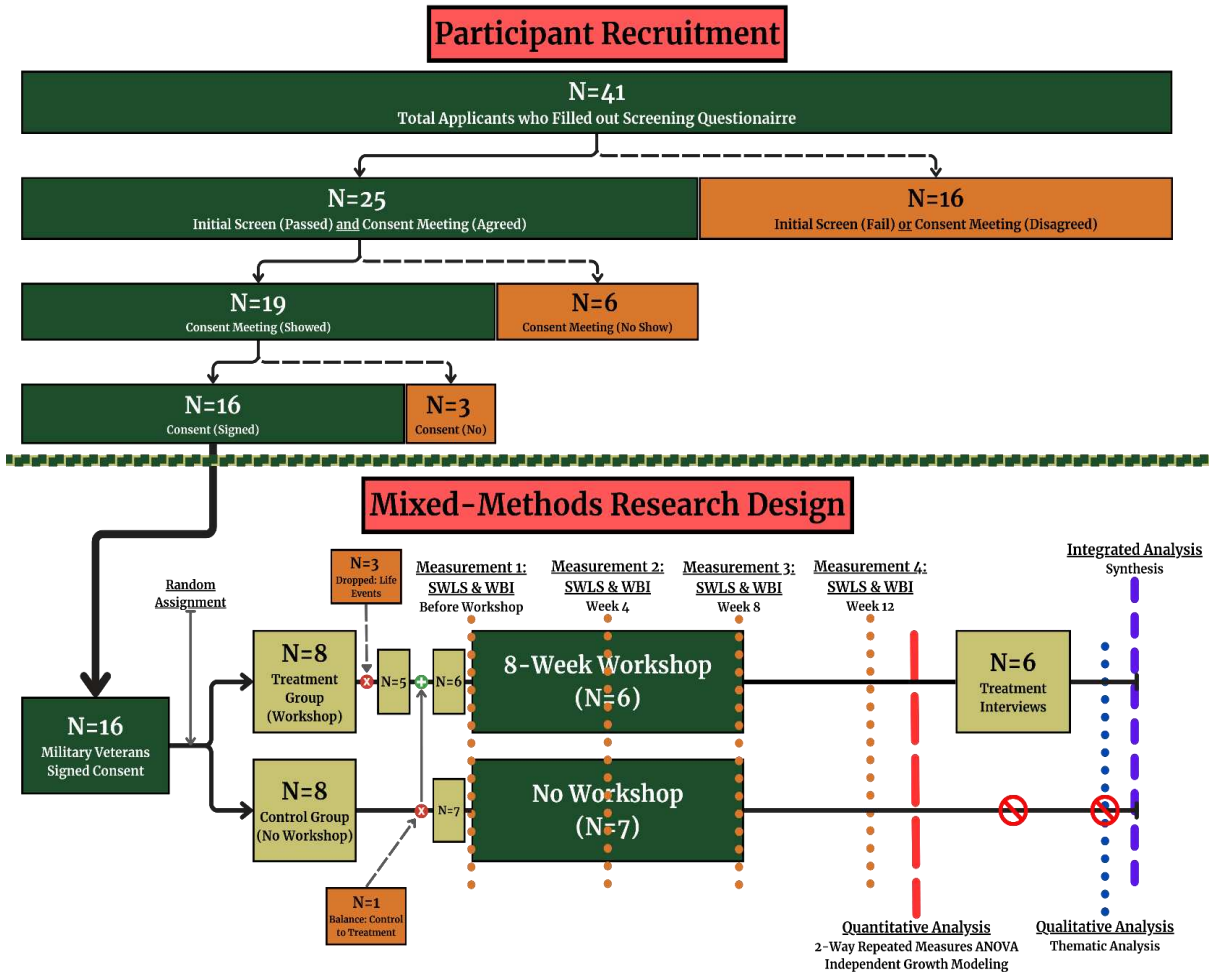 Participant Recruitment
N=41
Total Applicants who Filled out Screening Questionairre
N=25
Initial Screen (Passed) and Consent Meeting (Agreed)
N=16
Initial Screen (Fail) or Consent Meeting (Disagreed)
N=19
Consent Meeting (Showed)
N=6
Consent Meeting (No Show)
N=16
Consent (Signed)
N=3
Consent (No)
Mixed-Methods Research Design
Random
Assignment
N=3
Dropped: Life
Events
Measurement 1:
SWLS & WBI
Before Workshop
Measurement 2:
SWLS & WBI
Week 4
Measurement 3:
SWLS & WBI
Week 8
Measurement 4:
SWLS & WBI
Week 12
Integrated Analysis
Synthesis
N=16
Military Veterans
Signed Consent
N=8
Treatment
Group
(Workshop)
x
N=5
+
N=6
8-Week Workshop
(N=6)
N=6
Treatment
Interviews
N=8
Control Group
(No Workshop)
x
N=7
No Workshop
(N=7)
N=1
Balance: Control
to Treatment
Quantitative Analysis
2-Way Repeated Measures ANOVA
Independent Growth Modeling
Qualitative Analysis
Thematic Analysis